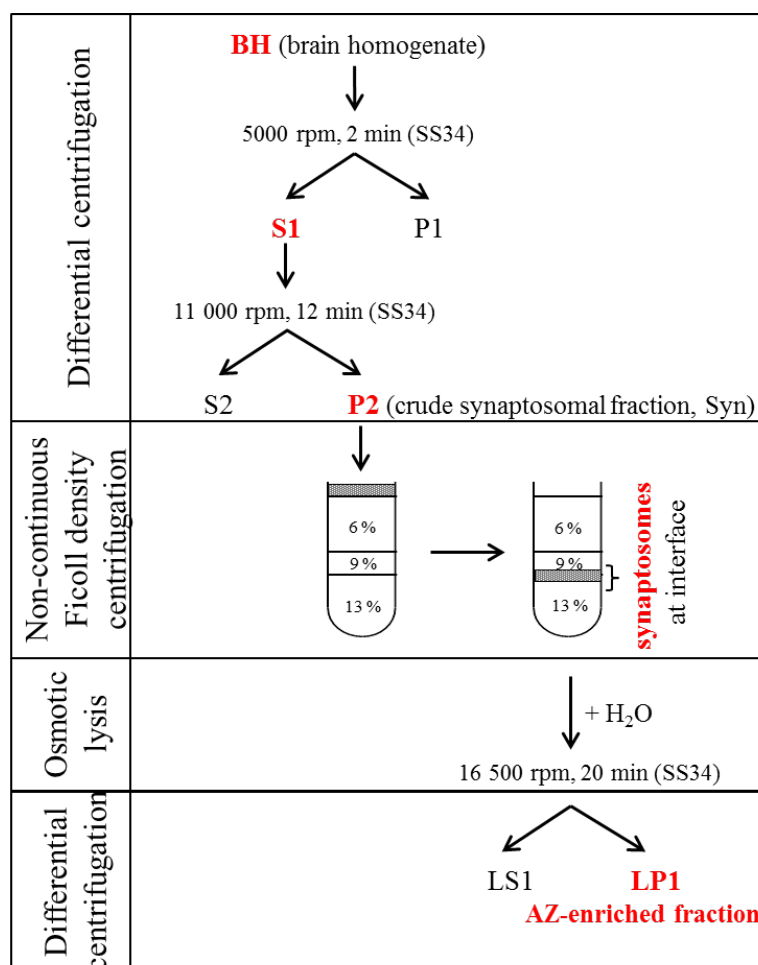 Differential centrifugation
BH (brain homogenate)
5000 rpm, 2 min (SS34)
S1 P1
11 000 rpm, 12 min (SS34)
S2 P2 (crude synaptosomal fraction, Syn)
Non-continuous
Ficoll density
centrifugation
6 %
9 %
13 %
6 %
9 %
13 %
synaptosomes
at interface
Osmotic
lysis
+ H₂O
16 500 rpm, 20 min (SS34)
Differential
centrifugation
LS1 LP1
AZ-enriched fraction